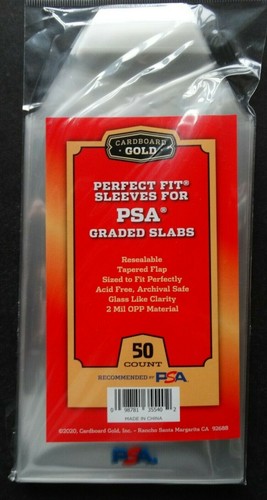 CARDBOARD
GOLD
PERFECT FIT®
SLEEVES FOR
PSA®
GRADED SLABS
Resealable
Tapered Flap
Sized to Fit Perfectly
Acid Free, Archival Safe
Glass Like Clarity
2 Mil OPP Material
50
COUNT
RECOMMENDED BY PSA
MADE IN CHINA
©2020, CardBoard Gold, Inc. - Rancho Santa Margarita CA 92688
PSA